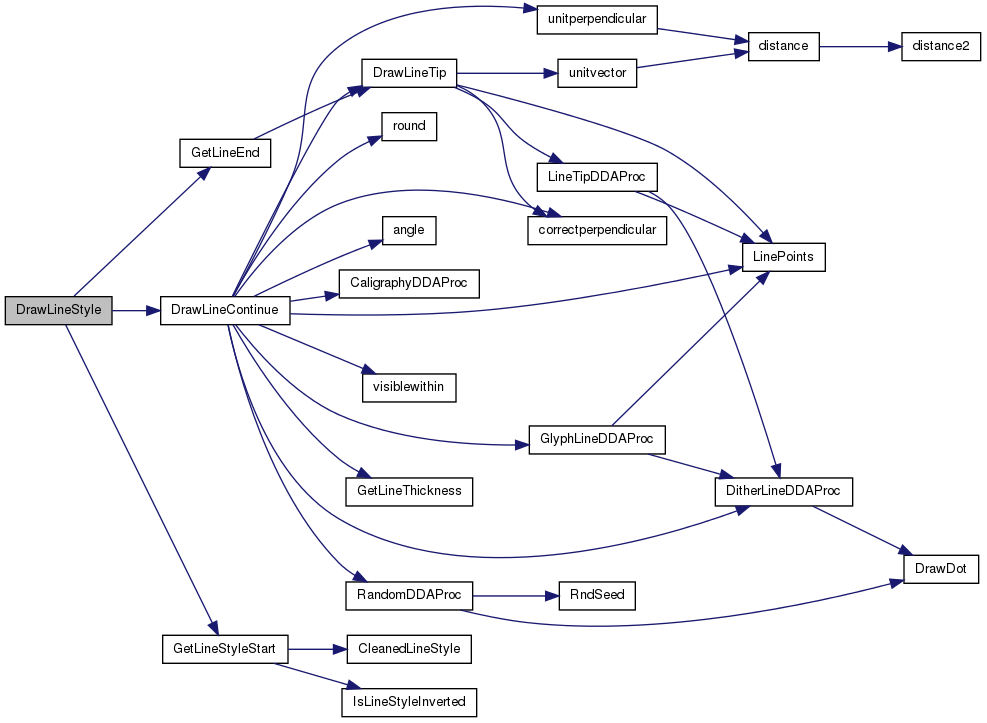 unitperpendicular
distance
distance2
DrawLineTip
unitvector
round
GetLineEnd
LineTipDDAProc
angle
correctperpendicular
LinePoints
CaligraphyDDAProc
DrawLineStyle
DrawLineContinue
visiblewithin
GlyphLineDDAProc
GetLineThickness
DitherLineDDAProc
DrawDot
RandomDDAProc
RndSeed
GetLineStyleStart
CleanedLineStyle
IsLineStyleInverted